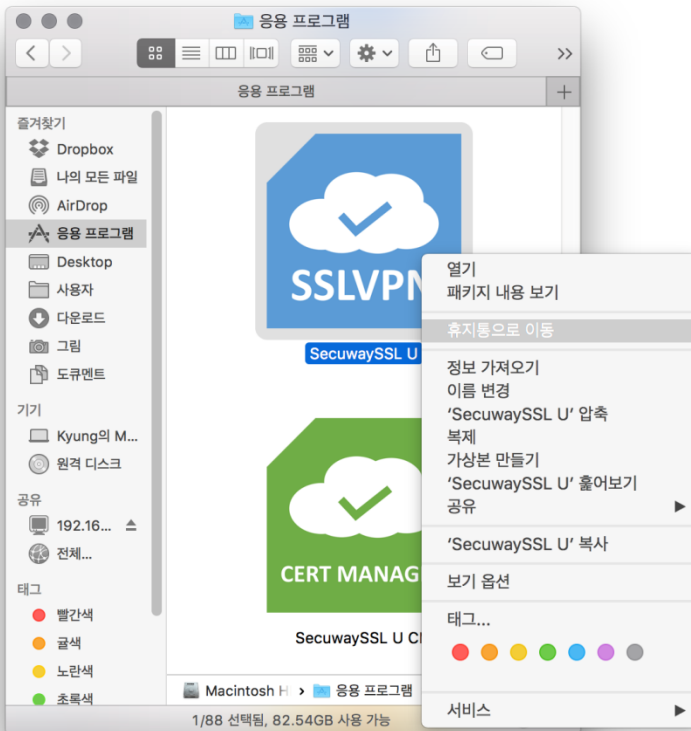 응용 프로그램
응용 프로그램
즐겨찾기
Dropbox
나의 모든 파일
AirDrop
응용 프로그램
Desktop
사용자
다운로드
그림
도큐멘트
기기
Kyung의 M...
원격 디스크
공유
192.16...
전체...
태그
빨간색
귤색
노란색
초록색
SSLVPN
SecuwaySSL U
CERT MANAG
SecuwaySSL U C
Macintosh H › 응용 프로그램
1/88 선택됨, 82.54GB 사용 가능
열기
패키지 내용 보기
휴지통으로 이동
정보 가져오기
이름 변경
‘SecuwaySSL U’ 압축
복제
가상본 만들기
‘SecuwaySSL U’ 훑어보기
공유
‘SecuwaySSL U’ 복사
보기 옵션
태그...
서비스